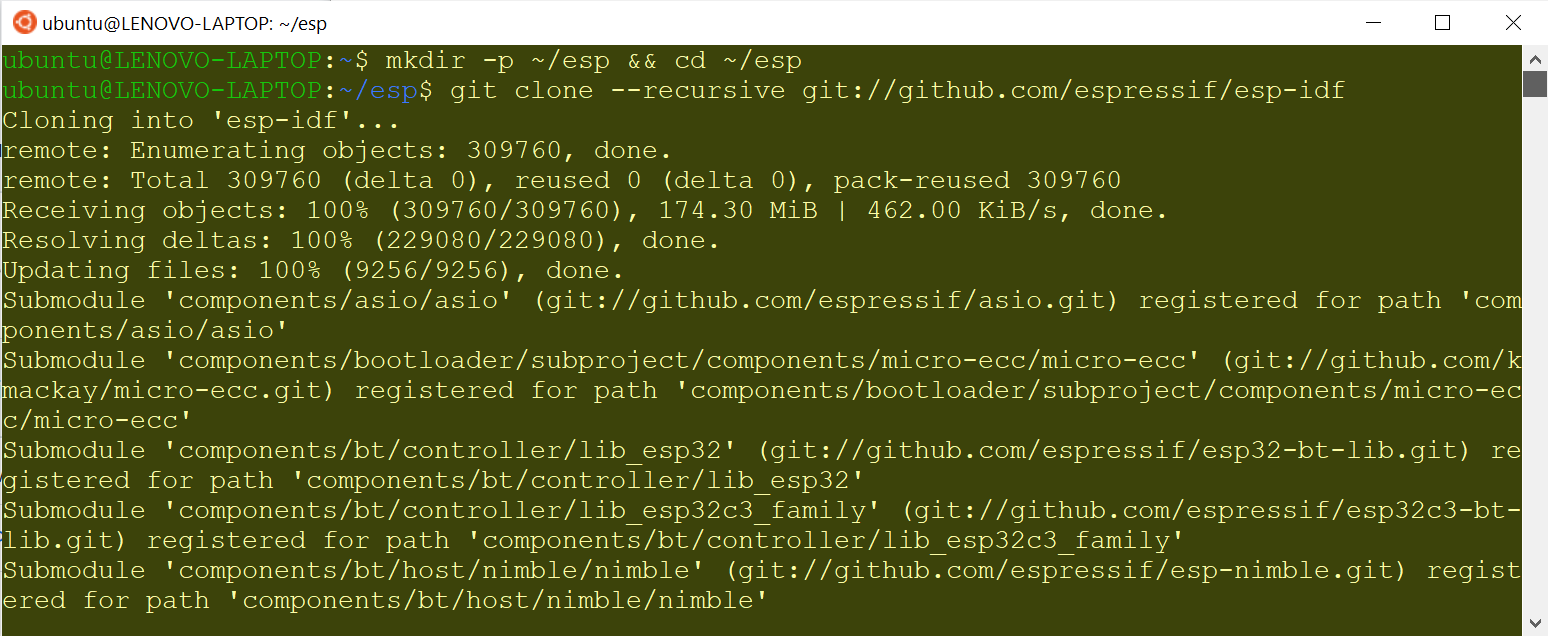 ubuntu@LENOVO-LAPTOP: ~/esp
ubuntu@LENOVO-LAPTOP:~$ mkdir -p ~/esp && cd ~/esp
ubuntu@LENOVO-LAPTOP:~/esp$ git clone --recursive git://github.com/espressif/esp-idf
Cloning into 'esp-idf'...
remote: Enumerating objects: 309760, done.
remote: Total 309760 (delta 0), reused 0 (delta 0), pack-reused 309760
Receiving objects: 100% (309760/309760), 174.30 MiB | 462.00 KiB/s, done.
Resolving deltas: 100% (229080/229080), done.
Updating files: 100% (9256/9256), done.
Submodule 'components/asio/asio' (git://github.com/espressif/asio.git) registered for path 'com
ponents/asio/asio'
Submodule 'components/bootloader/subproject/components/micro-ecc/micro-ecc' (git://github.com/k
mackay/micro-ecc.git) registered for path 'components/bootloader/subproject/components/micro-ec
c/micro-ecc'
Submodule 'components/bt/controller/lib_esp32' (git://github.com/espressif/esp32-bt-lib.git) re
gistered for path 'components/bt/controller/lib_esp32'
Submodule 'components/bt/controller/lib_esp32c3_family' (git://github.com/espressif/esp32c3-bt-
lib.git) registered for path 'components/bt/controller/lib_esp32c3_family'
Submodule 'components/bt/host/nimble/nimble' (git://github.com/espressif/esp-nimble.git) regist
ered for path 'components/bt/host/nimble/nimble'